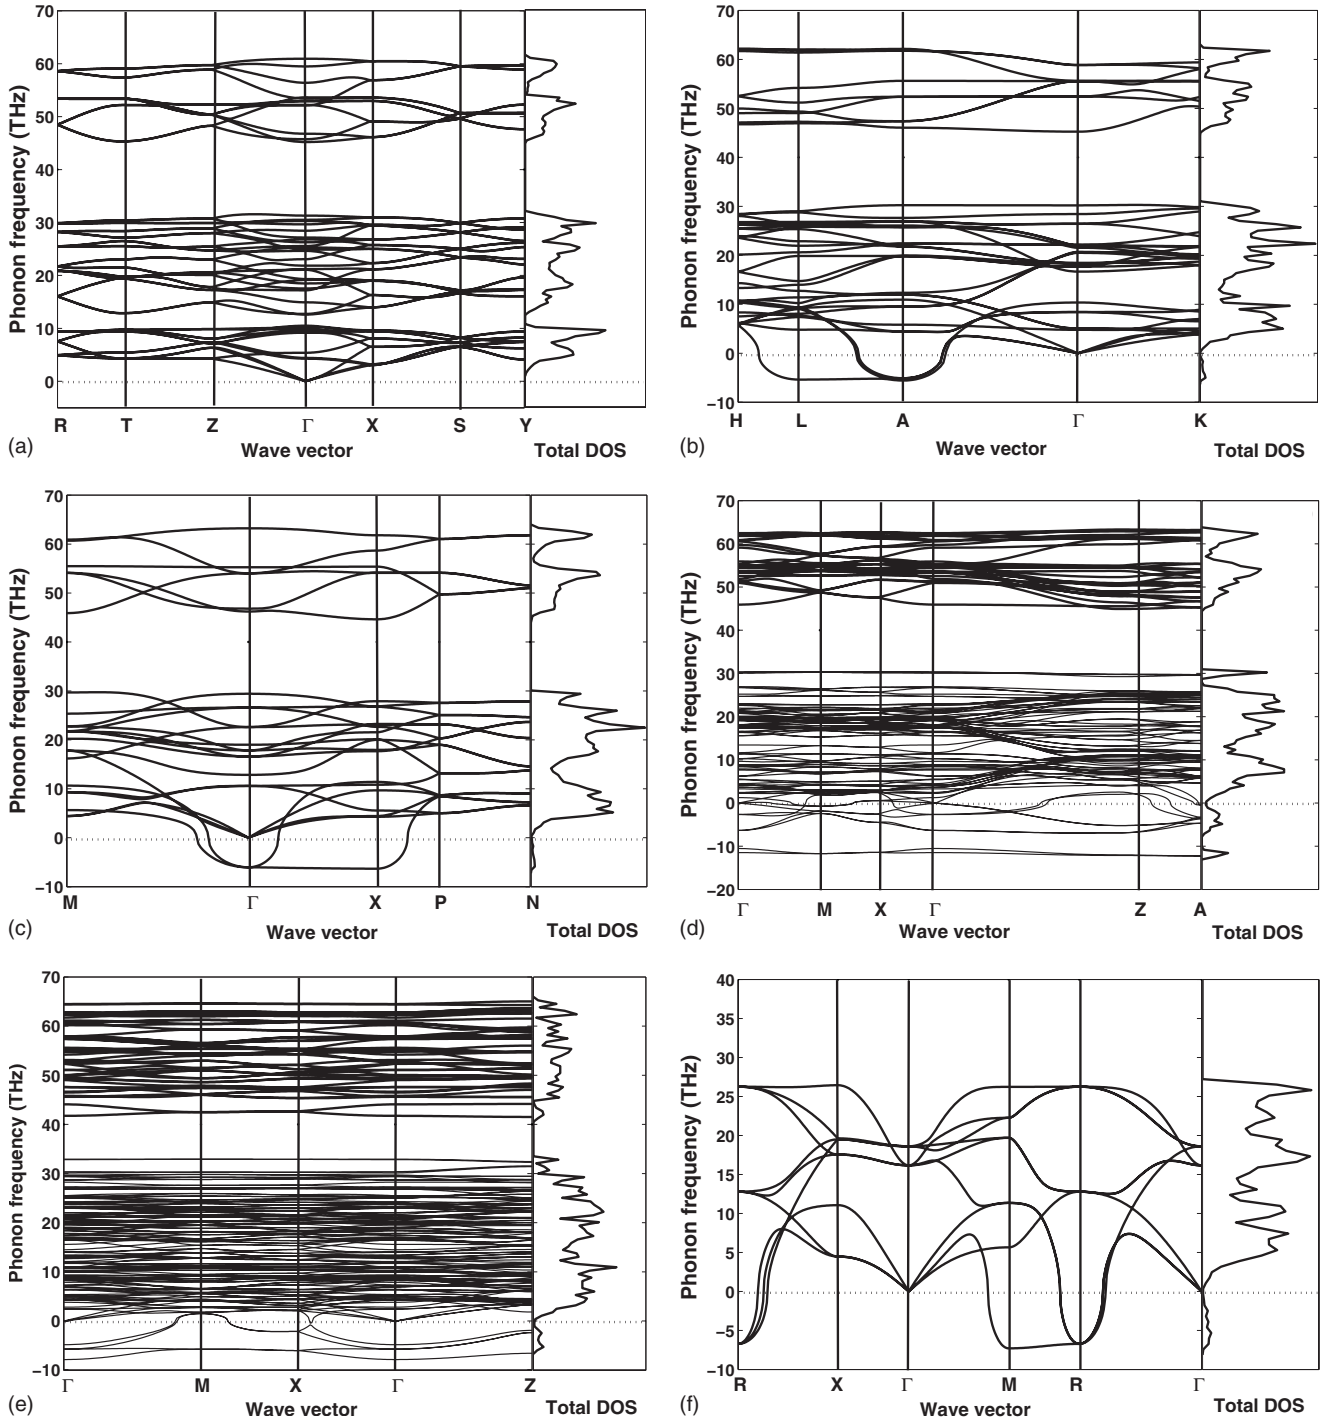 70
60
50
40
30
20
10
0
Phonon frequency (THz)
R T Z Γ X S Y
(a)
Wave vector
Total DOS
70
60
50
40
30
20
10
0
−10
Phonon frequency (THz)
H L A Γ K
(b)
Wave vector
Total DOS
70
60
50
40
30
20
10
0
−10
Phonon frequency (THz)
M Γ X P N
(c)
Wave vector
Total DOS
70
60
50
40
30
20
10
0
−10
−20
Phonon frequency (THz)
Γ M X Γ Z A
(d)
Wave vector
Total DOS
70
60
50
40
30
20
10
0
−10
Phonon frequency (THz)
Γ M X Γ Z
(e)
Wave vector
Total DOS
40
35
30
25
20
15
10
5
0
−5
−10
Phonon frequency (THz)
R X Γ M R Γ
(f)
Wave vector
Total DOS